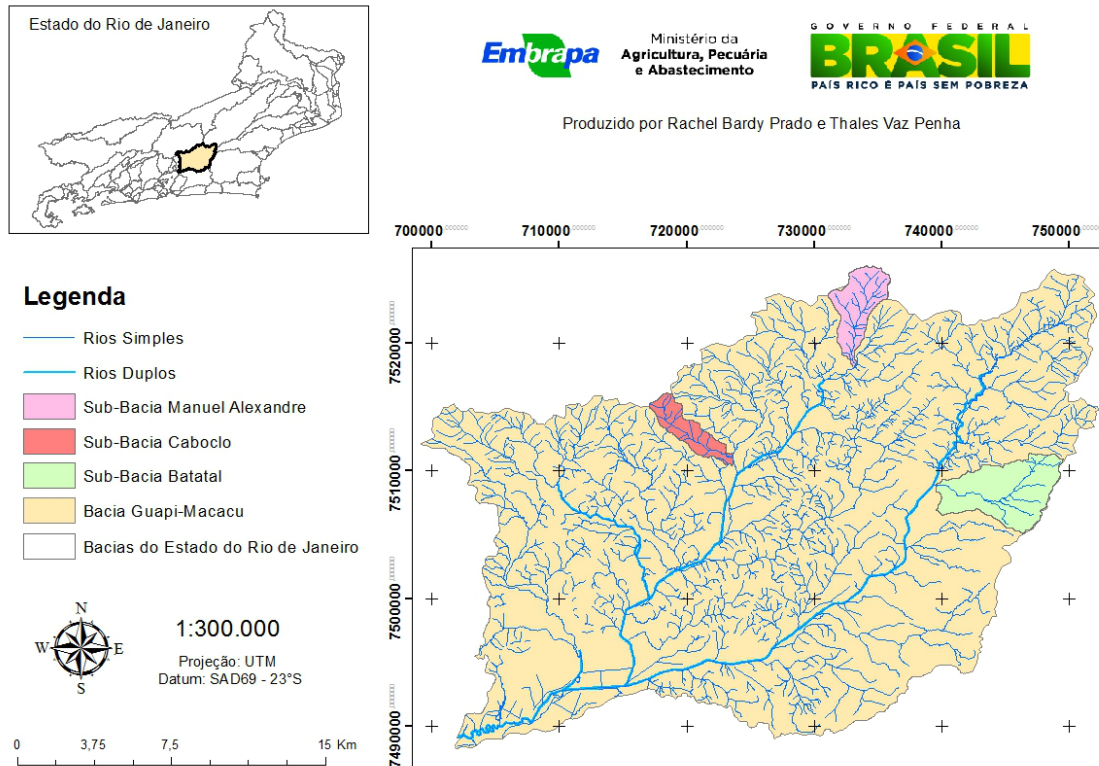 Estado do Rio de Janeiro
Embrapa
Ministério da
Agricultura, Pecuária
e Abastecimento
GOVERNO FEDERAL
BRASIL
PAÍS RICO É PAÍS SEM POBREZA
Produzido por Rachel Bardy Prado e Thales Vaz Penha
700000 710000 720000 730000 740000 750000
7520000
7510000
7500000
7490000
Legenda
Rios Simples
Rios Duplos
Sub-Bacia Manuel Alexandre
Sub-Bacia Caboclo
Sub-Bacia Batatal
Bacia Guapi-Macacu
Bacias do Estado do Rio de Janeiro
N
W E
S
1:300.000
Projeção: UTM
Datum: SAD69 - 23°S
0 3,75 7,5 15 Km